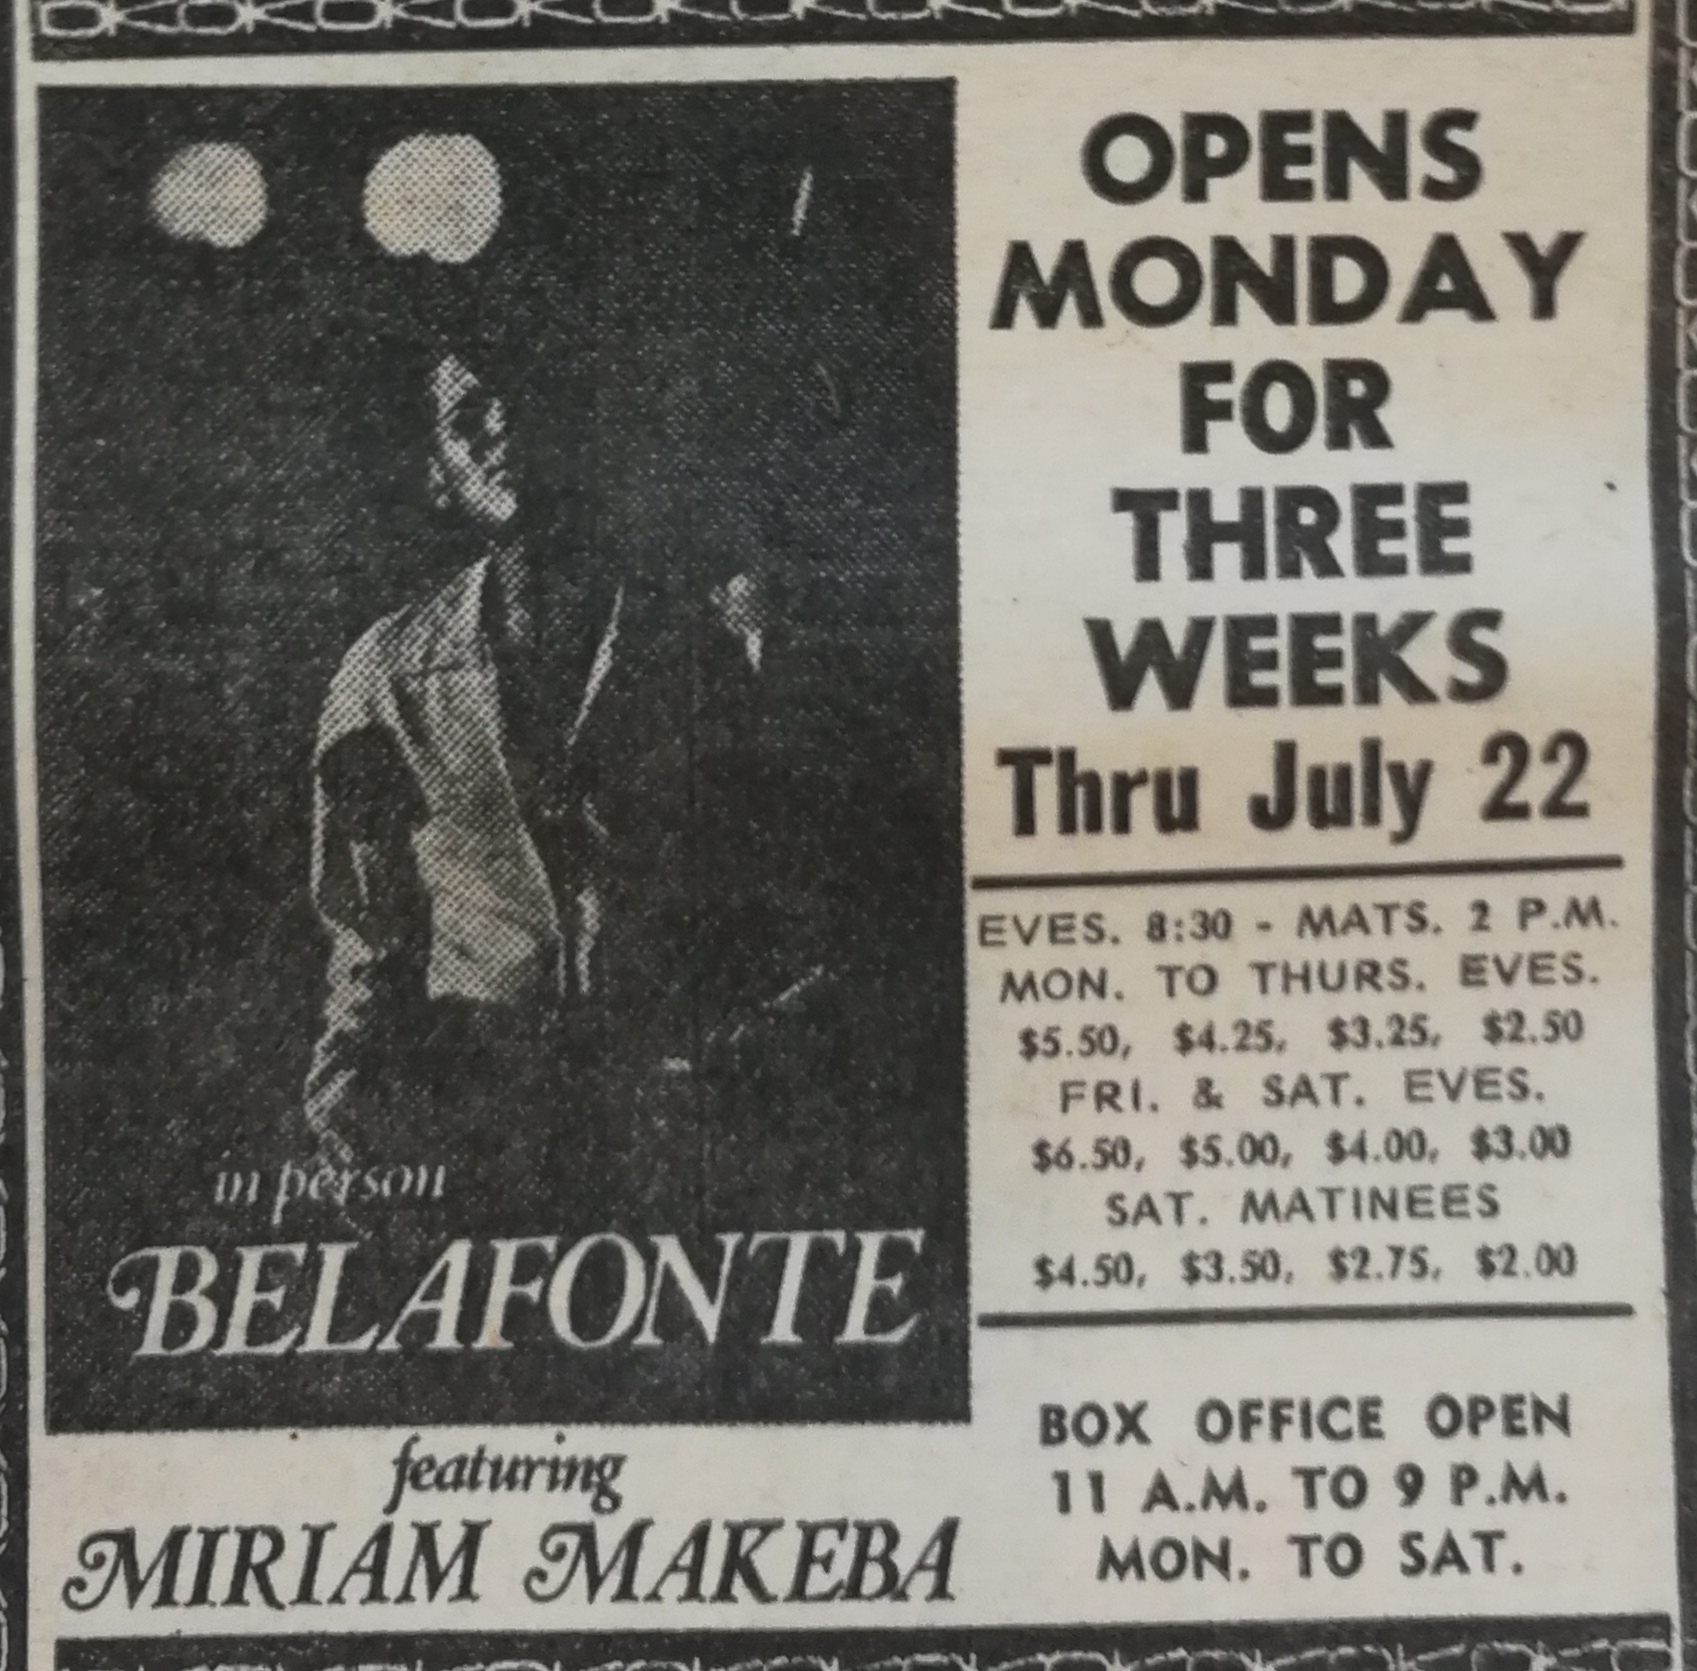 in person
BELAFONTE
featuring
MIRIAM MAKEBA
OPENS
MONDAY
FOR
THREE
WEEKS
Thru July 22
EVES. 8:30 - MATS. 2 P.M.
MON. TO THURS. EVES.
$5.50, $4.25, $3.25, $2.50
FRI. & SAT. EVES.
$6.50, $5.00, $4.00, $3.00
SAT. MATINEES
$4.50, $3.50, $2.75, $2.00
BOX OFFICE OPEN
11 A.M. TO 9 P.M.
MON. TO SAT.